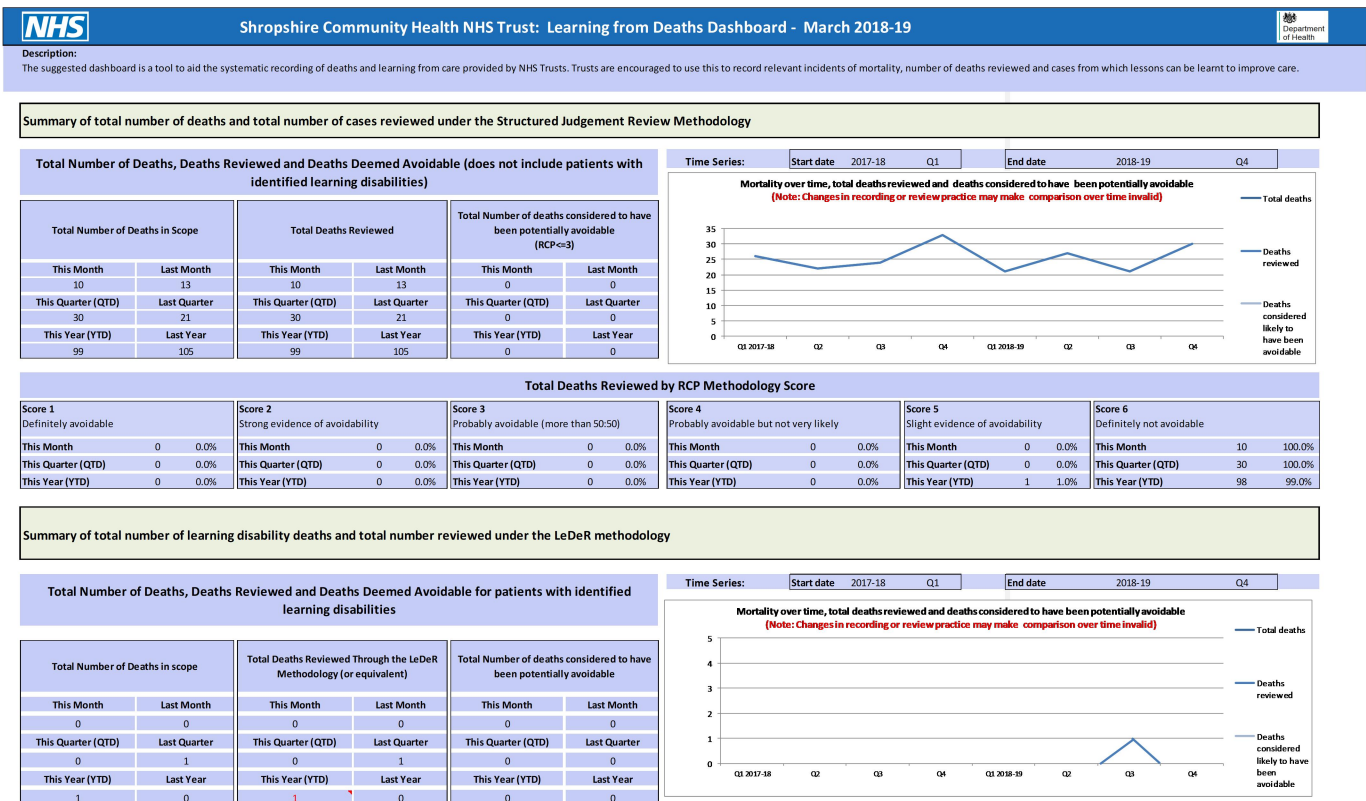 NHS
Shropshire Community Health NHS Trust: Learning from Deaths Dashboard - March 2018-19
Department
of Health
Description:
The suggested dashboard is a tool to aid the systematic recording of deaths and learning from care provided by NHS Trusts. Trusts are encouraged to use this to record relevant incidents of mortality, number of deaths reviewed and cases from which lessons can be learnt to improve care.
Summary of total number of deaths and total number of cases reviewed under the Structured Judgement Review Methodology
Total Number of Deaths, Deaths Reviewed and Deaths Deemed Avoidable (does not include patients with
identified learning disabilities)
Total Number of Deaths in Scope
Total Deaths Reviewed
Total Number of deaths considered to have
been potentially avoidable
(RCP<=3)
This Month Last Month This Month Last Month This Month Last Month
10 13 10 13 0 0
This Quarter (QTD) Last Quarter This Quarter (QTD) Last Quarter This Quarter (QTD) Last Quarter
30 21 30 21 0 0
This Year (YTD) Last Year This Year (YTD) Last Year This Year (YTD) Last Year
99 105 99 105 0 0
Time Series: Start date 2017-18 Q1 End date 2018-19 Q4
Mortality over time, total deaths reviewed and deaths considered to have been potentially avoidable
(Note: Changes in recording or review practice may make comparison over time invalid)
35
30
25
20
15
10
5
0
Q1 2017-18 Q2 Q3 Q4 Q1 2018-19 Q2 Q3 Q4
Total deaths
Deaths
reviewed
Deaths
considered
likely to
have been
avoidable
Total Deaths Reviewed by RCP Methodology Score
Score 1
Definitely avoidable
This Month 0 0.0%
This Quarter (QTD) 0 0.0%
This Year (YTD) 0 0.0%
Score 2
Strong evidence of avoidability
This Month 0 0.0%
This Quarter (QTD) 0 0.0%
This Year (YTD) 0 0.0%
Score 3
Probably avoidable (more than 50:50)
This Month 0 0.0%
This Quarter (QTD) 0 0.0%
This Year (YTD) 0 0.0%
Score 4
Probably avoidable but not very likely
This Month 0 0.0%
This Quarter (QTD) 0 0.0%
This Year (YTD) 0 0.0%
Score 5
Slight evidence of avoidability
This Month 0 0.0%
This Quarter (QTD) 0 0.0%
This Year (YTD) 1 1.0%
Score 6
Definitely not avoidable
This Month 10 100.0%
This Quarter (QTD) 30 100.0%
This Year (YTD) 98 99.0%
Summary of total number of learning disability deaths and total number reviewed under the LeDeR methodology
Total Number of Deaths, Deaths Reviewed and Deaths Deemed Avoidable for patients with identified
learning disabilities
Total Number of Deaths in scope
Total Deaths Reviewed Through the LeDeR
Methodology (or equivalent)
Total Number of deaths considered to have
been potentially avoidable
This Month Last Month This Month Last Month This Month Last Month
0 0 0 0 0 0
This Quarter (QTD) Last Quarter This Quarter (QTD) Last Quarter This Quarter (QTD) Last Quarter
0 1 0 1 0 0
This Year (YTD) Last Year This Year (YTD) Last Year This Year (YTD) Last Year
1 0 1 0 0 0
Time Series: Start date 2017-18 Q1 End date 2018-19 Q4
Mortality over time, total deaths reviewed and deaths considered to have been potentially avoidable
(Note: Changes in recording or review practice may make comparison over time invalid)
5
4
3
2
1
0
Q1 2017-18 Q2 Q3 Q4 Q1 2018-19 Q2 Q3 Q4
Total deaths
Deaths
reviewed
Deaths
considered
likely to have
been
avoidable